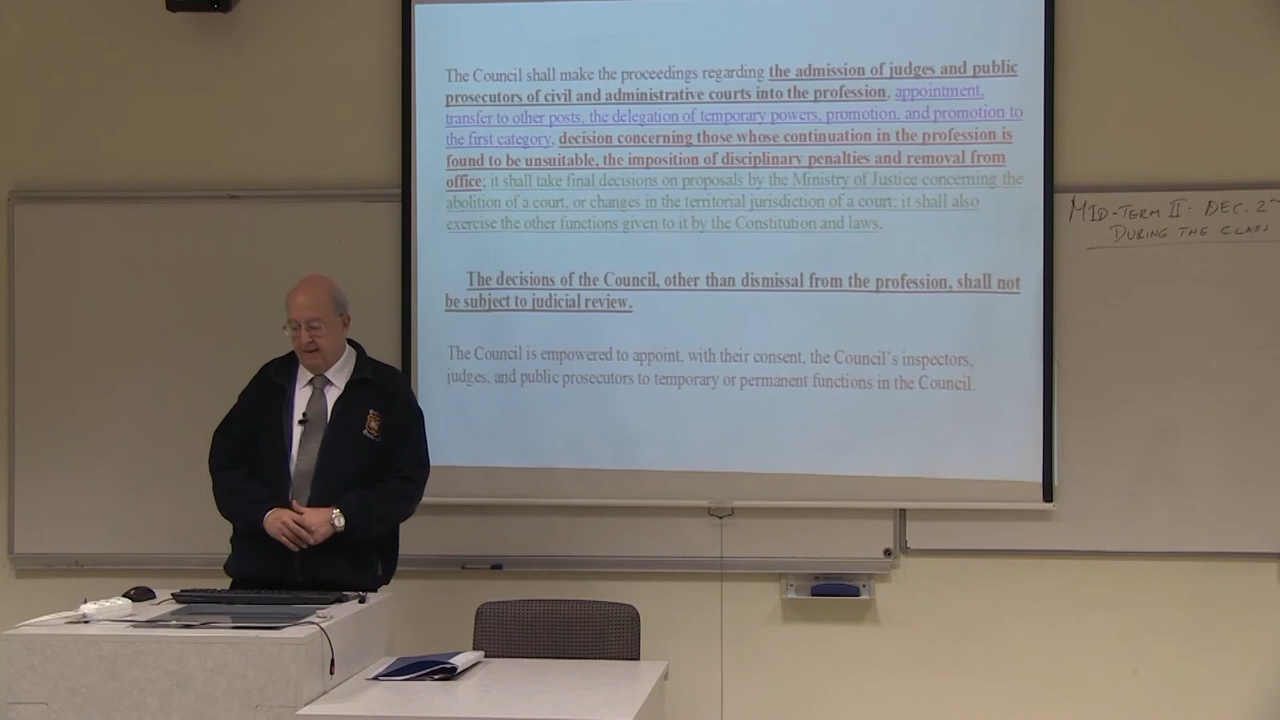 The Council shall make the proceedings regarding the admission of judges and public
prosecutors of civil and administrative courts into the profession, appointment,
transfer to other posts, the delegation of temporary powers, promotion, and promotion to
the first category, decision concerning those whose continuation in the profession is
found to be unsuitable, the imposition of disciplinary penalties and removal from
office; it shall take final decisions on proposals by the Ministry of Justice concerning the
abolition of a court, or changes in the territorial jurisdiction of a court; it shall also
exercise the other functions given to it by the Constitution and laws.
The decisions of the Council, other than dismissal from the profession, shall not
be subject to judicial review.
The Council is empowered to appoint, with their consent, the Council's inspectors,
judges, and public prosecutors to temporary or permanent functions in the Council.
MID-TERM II: DEC. 2
DURING THE CLASS